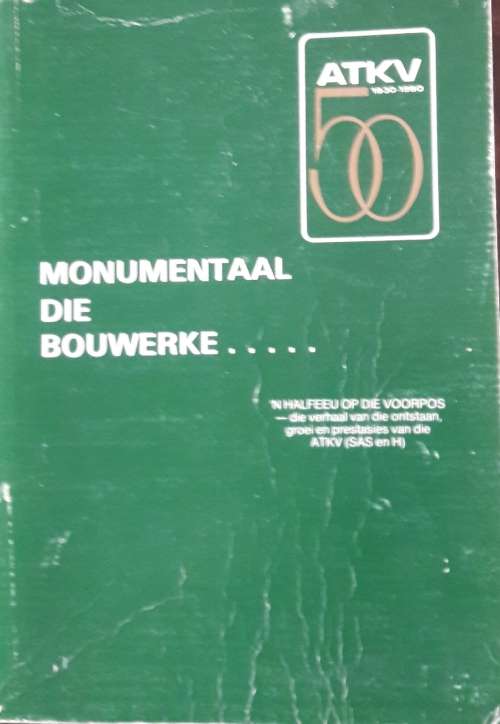 ATKV
1930-1980
50
MONUMENTAAL
DIE
BOUWERKE . . . . .
'N HALFEEU OP DIE VOORPOS
— die verhaal van die ontstaan,
groei en prestasies van die
ATKV (SAS en H)